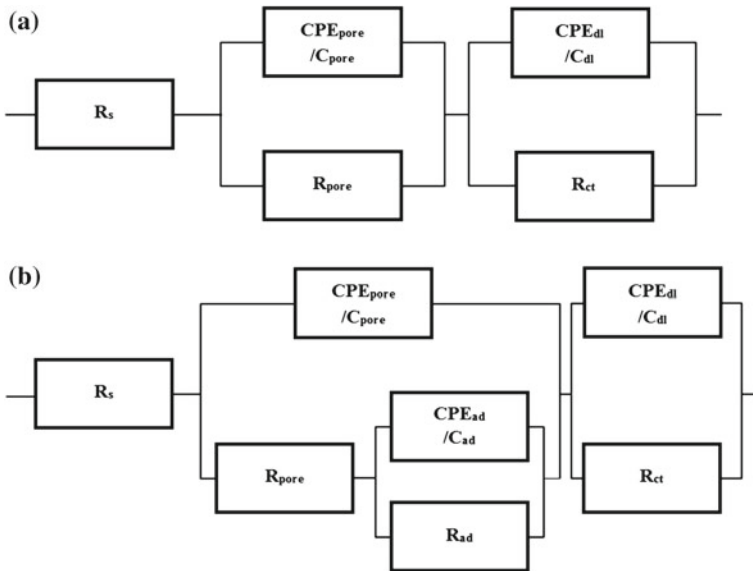 (a)
CPEpore
/Cpore
CPEdl
/Cdl
Rs
Rpore
Rct
(b)
CPEpore
/Cpore
CPEdl
/Cdl
Rs
CPEad
/Cad
Rpore
Rct
Rad